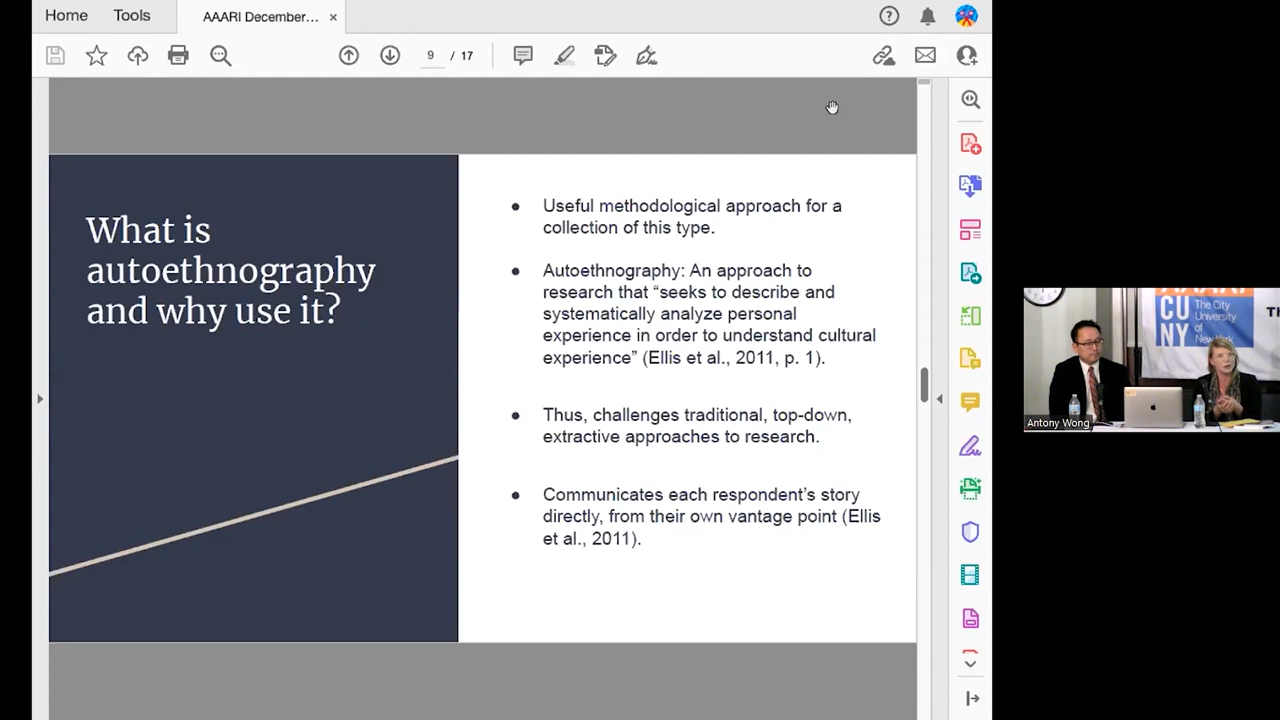 Home
Tools
AAARI December...
9 / 17
What is
autoethnography
and why use it?
● Useful methodological approach for a
collection of this type.
● Autoethnography: An approach to
research that “seeks to describe and
systematically analyze personal
experience in order to understand cultural
experience” (Ellis et al., 2011, p. 1).
● Thus, challenges traditional, top-down,
extractive approaches to research.
● Communicates each respondent’s story
directly, from their own vantage point (Ellis
et al., 2011).
CU
NY
The City
University
of
New York
Antony Wong